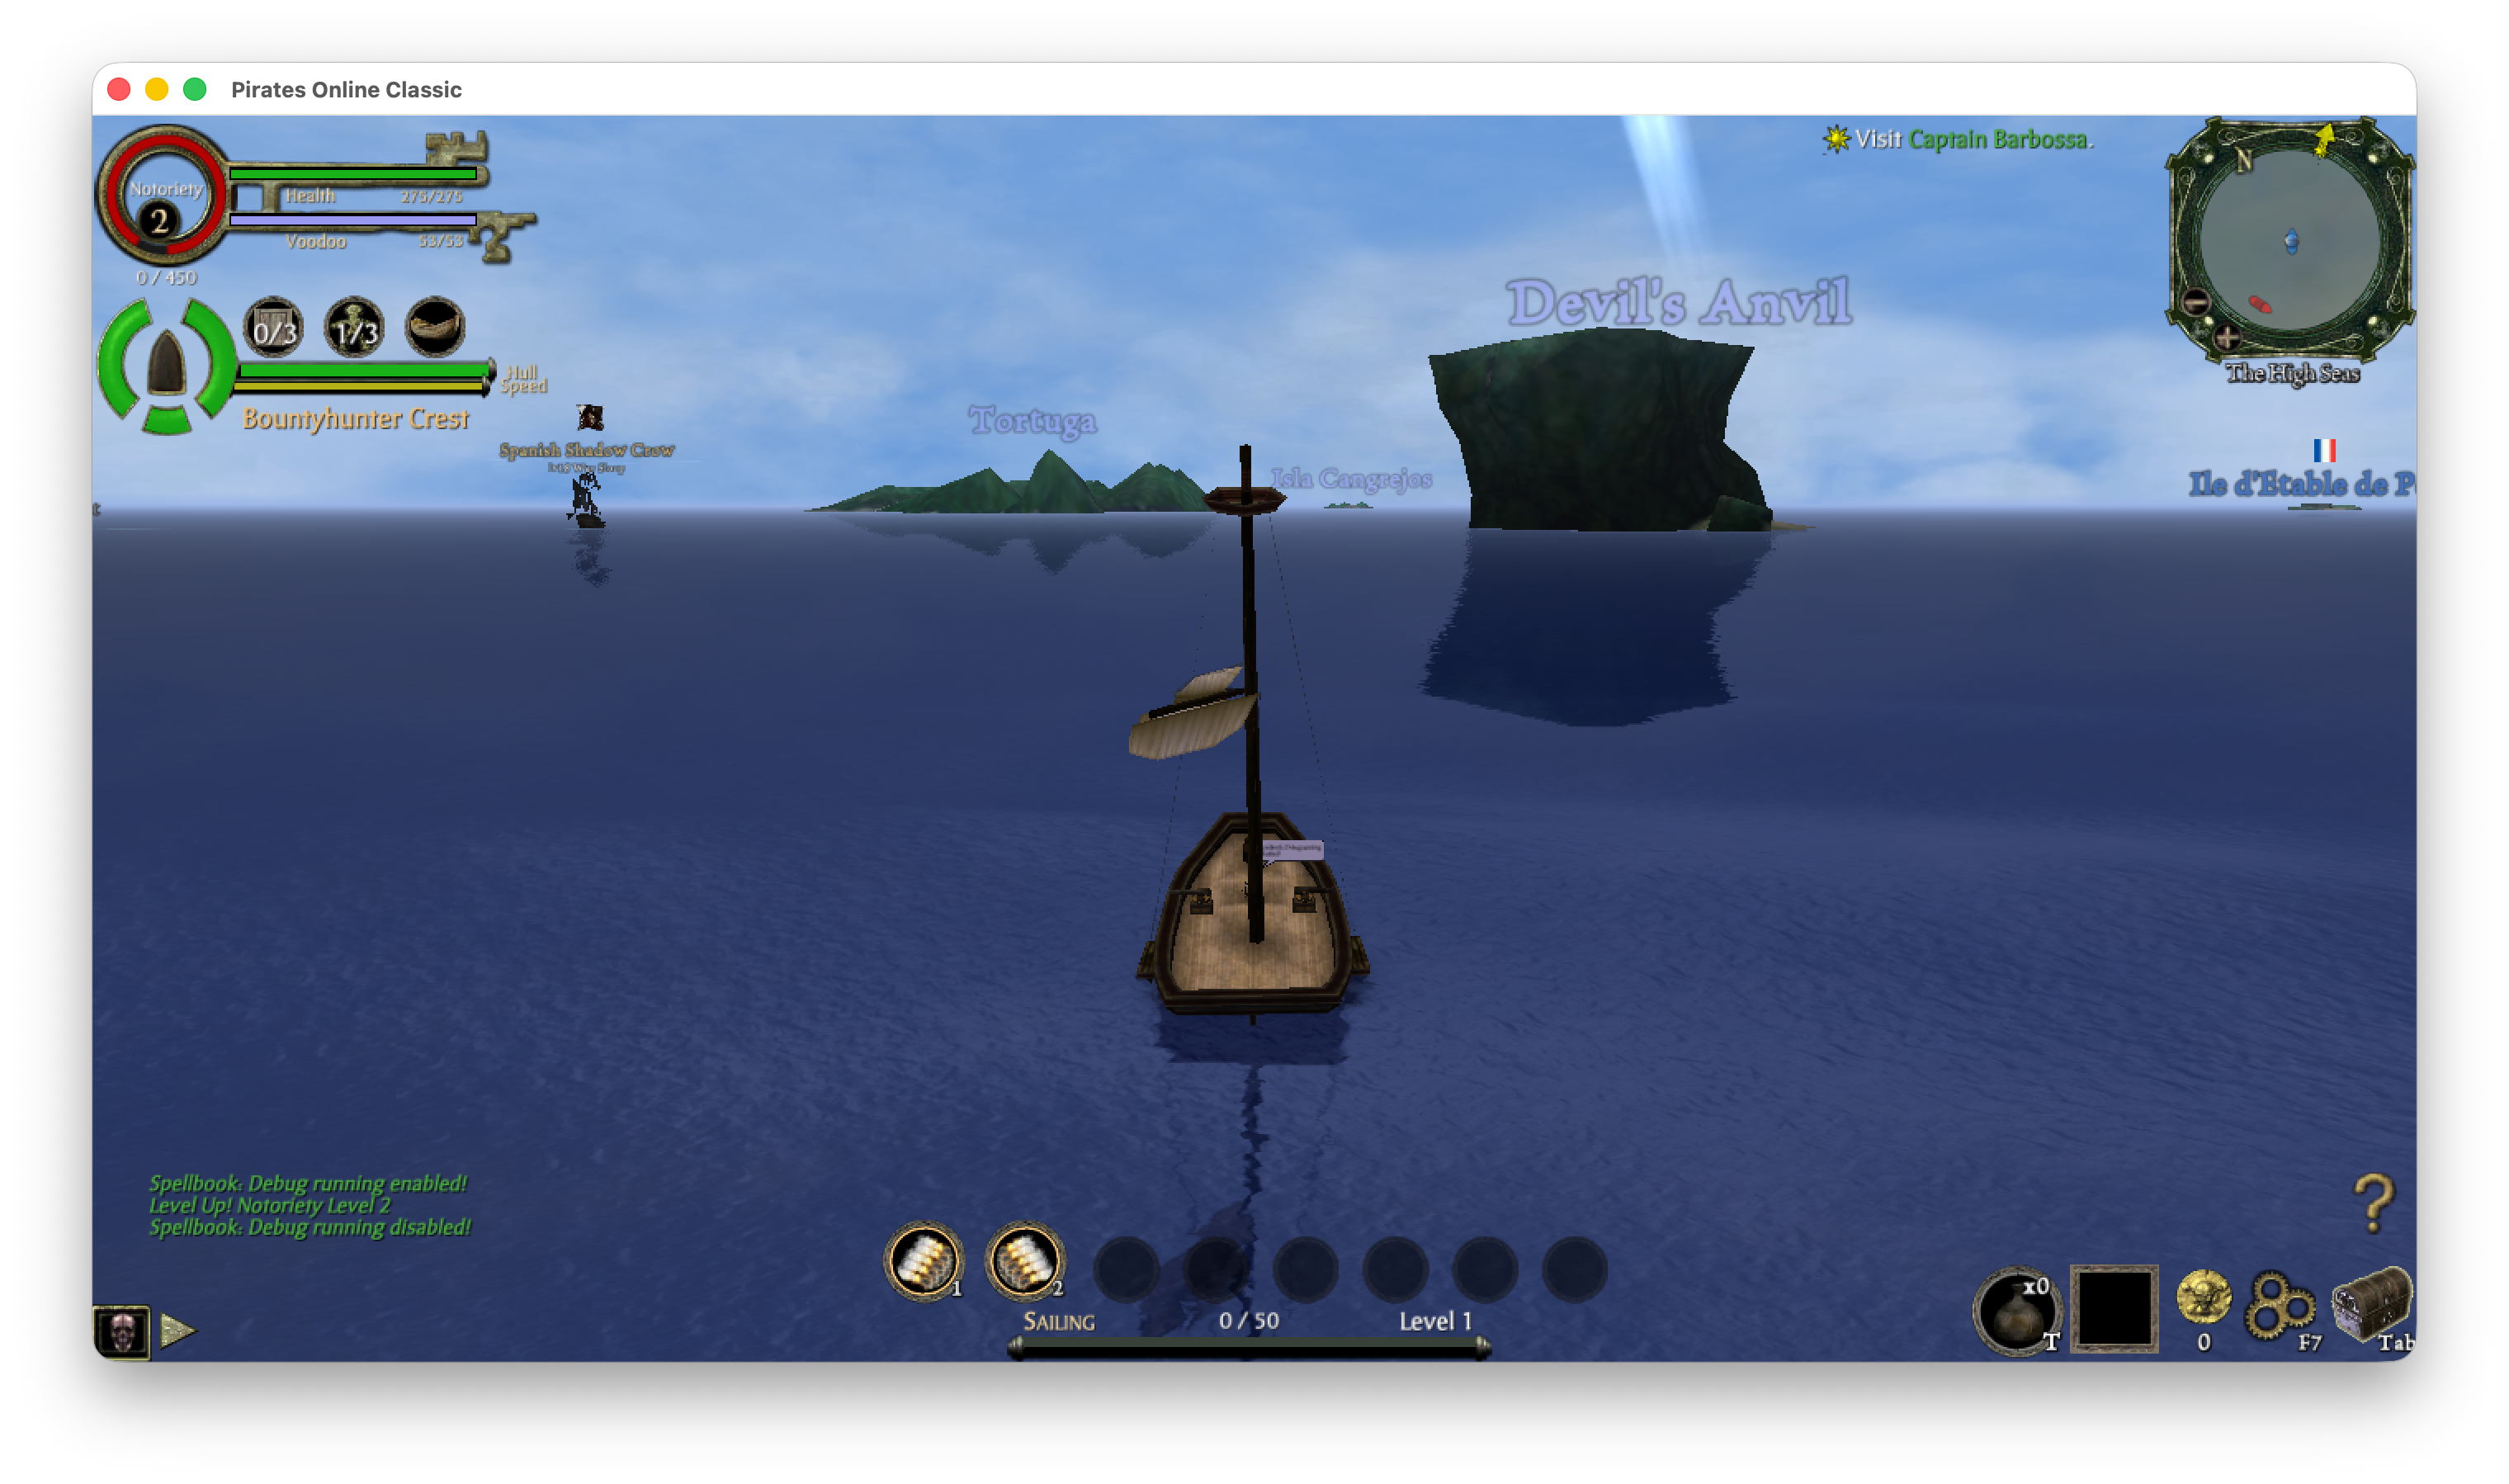 Pirates Online Classic
Visit Captain Barbossa.
N
Notoriety
2
Health 275/275
Voodoo 53/53
0 / 450
0/3
1/3
Hull
Speed
Bountyhunter Crest
The High Seas
Devil's Anvil
Tortuga
Spanish Shadow Crow
Isla Cangrejos
Ile d'Etable de P
Spellbook: Debug running enabled!
Level Up! Notoriety Level 2
Spellbook: Debug running disabled!
1
2
SAILING 0 / 50 Level 1
x0
T
0
F7
Tab
?